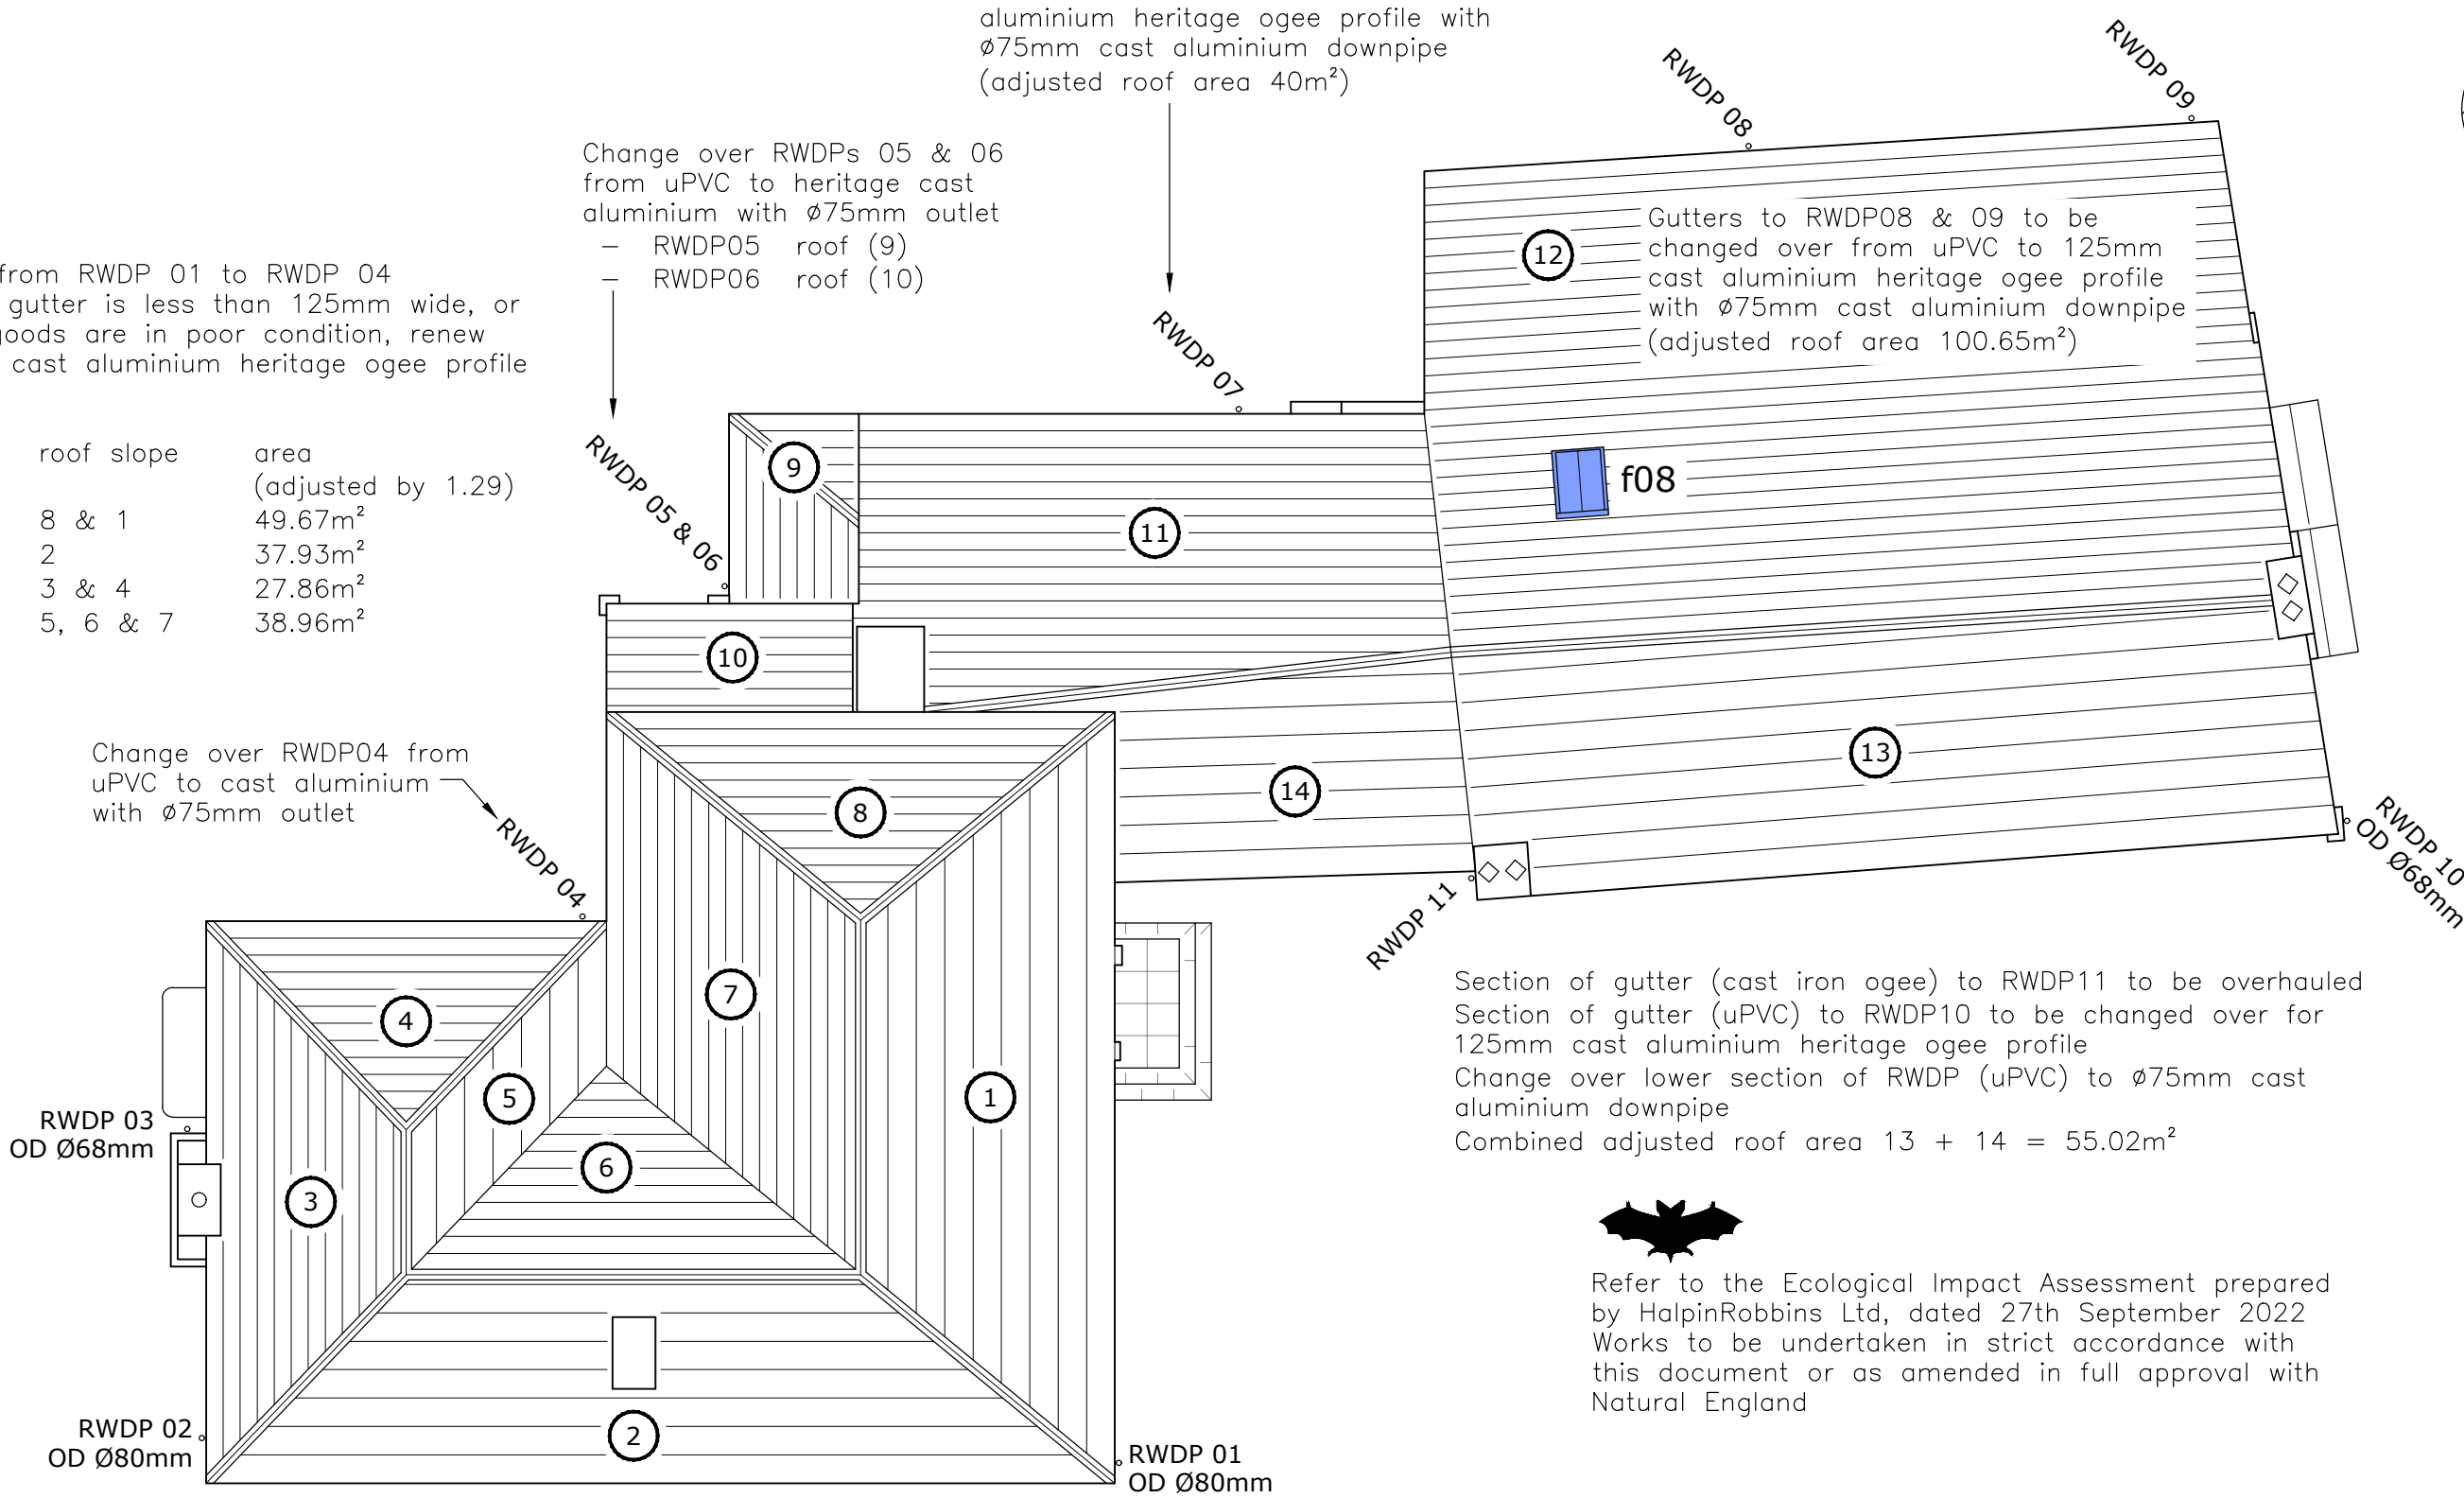 aluminium heritage ogee profile with
ø75mm cast aluminium downpipe
(adjusted roof area 40m²)
RWDP 08
RWDP 09
Change over RWDPs 05 & 06
from uPVC to heritage cast
aluminium with ø75mm outlet
– RWDP05 roof (9)
– RWDP06 roof (10)
12
Gutters to RWDP08 & 09 to be
changed over from uPVC to 125mm
cast aluminium heritage ogee profile
with ø75mm cast aluminium downpipe
(adjusted roof area 100.65m²)
from RWDP 01 to RWDP 04
gutter is less than 125mm wide, or
goods are in poor condition, renew
cast aluminium heritage ogee profile
RWDP 07
roof slope area
(adjusted by 1.29)
8 & 1 49.67m²
2 37.93m²
3 & 4 27.86m²
5, 6 & 7 38.96m²
RWDP 05 & 06
9
11
f08
10
Change over RWDP04 from
uPVC to cast aluminium
with ø75mm outlet
RWDP 04
8
14
13
RWDP 10
OD Ø68mm
RWDP 11
7
4
5
1
6
3
2
RWDP 03
OD Ø68mm
Section of gutter (cast iron ogee) to RWDP11 to be overhauled
Section of gutter (uPVC) to RWDP10 to be changed over for
125mm cast aluminium heritage ogee profile
Change over lower section of RWDP (uPVC) to ø75mm cast
aluminium downpipe
Combined adjusted roof area 13 + 14 = 55.02m²
Refer to the Ecological Impact Assessment prepared
by HalpinRobbins Ltd, dated 27th September 2022
Works to be undertaken in strict accordance with
this document or as amended in full approval with
Natural England
RWDP 02
OD Ø80mm
RWDP 01
OD Ø80mm